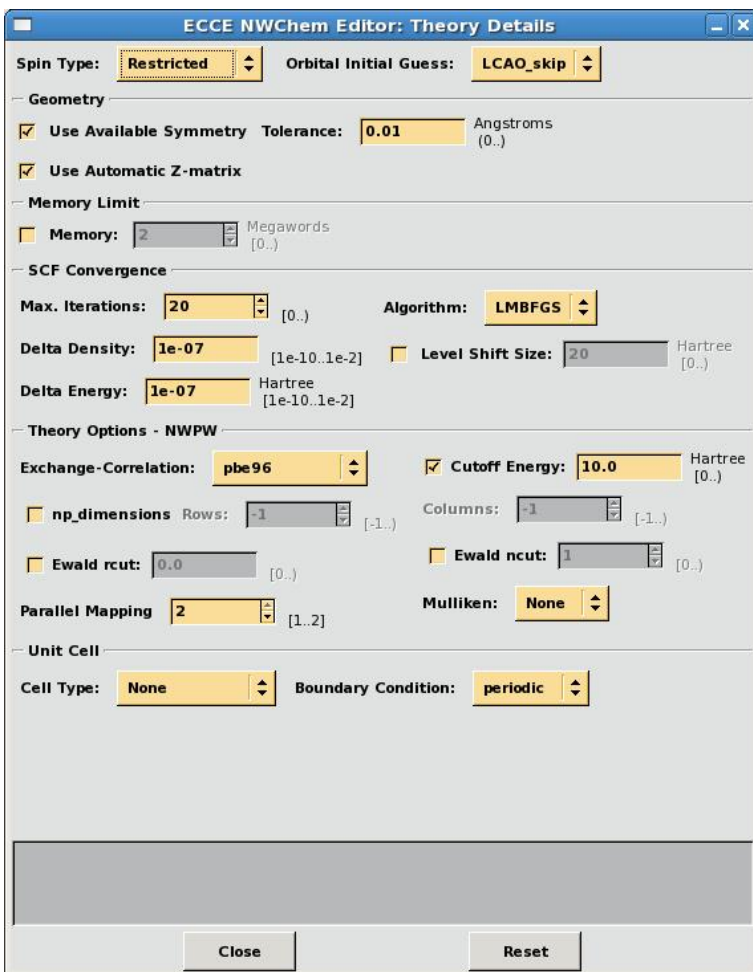 ECCE NWChem Editor: Theory Details
Spin Type: Restricted Orbital Initial Guess: LCAO_skip
Geometry
Use Available Symmetry Tolerance: 0.01 Angstroms
(0..)
Use Automatic Z-matrix
Memory Limit
Memory: 2 Megawords
[0..)
SCF Convergence
Max. Iterations: 20 [0..) Algorithm: LMBFGS
Delta Density: 1e-07 [1e-10..1e-2] Level Shift Size: 20 Hartree
[0..)
Delta Energy: 1e-07 Hartree
[1e-10..1e-2]
Theory Options - NWPW
Exchange-Correlation: pbe96 Cutoff Energy: 10.0 Hartree
[0..)
np_dimensions Rows: -1 [-1..) Columns: -1 [-1..)
Ewald rcut: 0.0 [0..) Ewald ncut: 1 [0..)
Parallel Mapping 2 [1..2] Mulliken: None
Unit Cell
Cell Type: None Boundary Condition: periodic
Close Reset